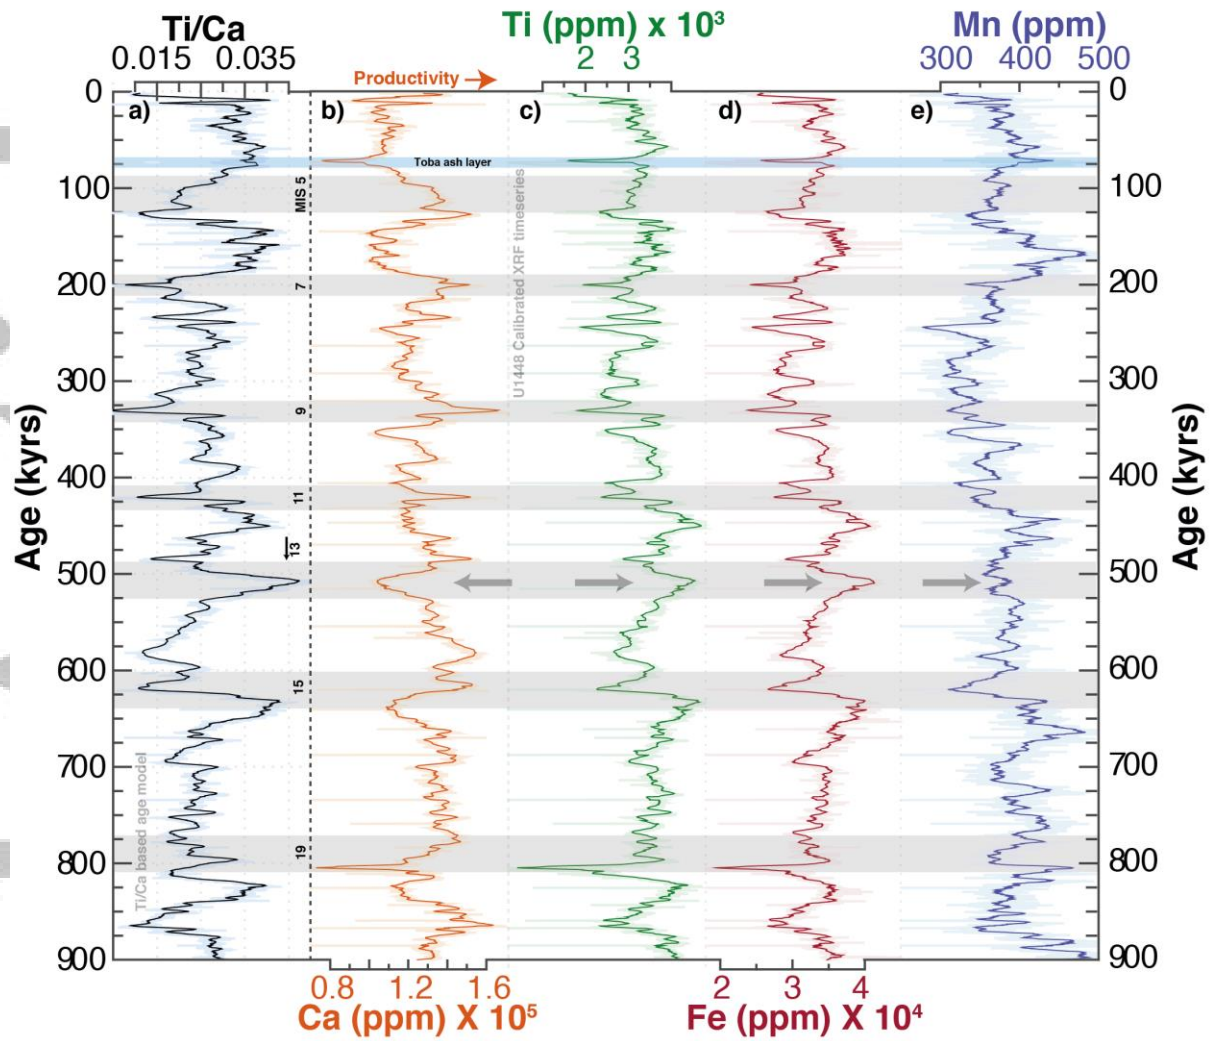 Ti/Ca
Ti (ppm) x 10³
Mn (ppm)
0.015 0.035
2 3
300 400 500
Productivity
0
a)
b)
c)
d)
e)
0
Toba ash layer
100
MIS 5
100
U1448 Calibrated XRF timeseries
200
7
200
300
300
9
400
400
11
13
500
500
600
600
15
700
700
Ti/Ca based age model
800
19
800
900
900
Age (kyrs)
Age (kyrs)
0.8 1.2 1.6
2 3 4
Ca (ppm) X 10⁵
Fe (ppm) X 10⁴